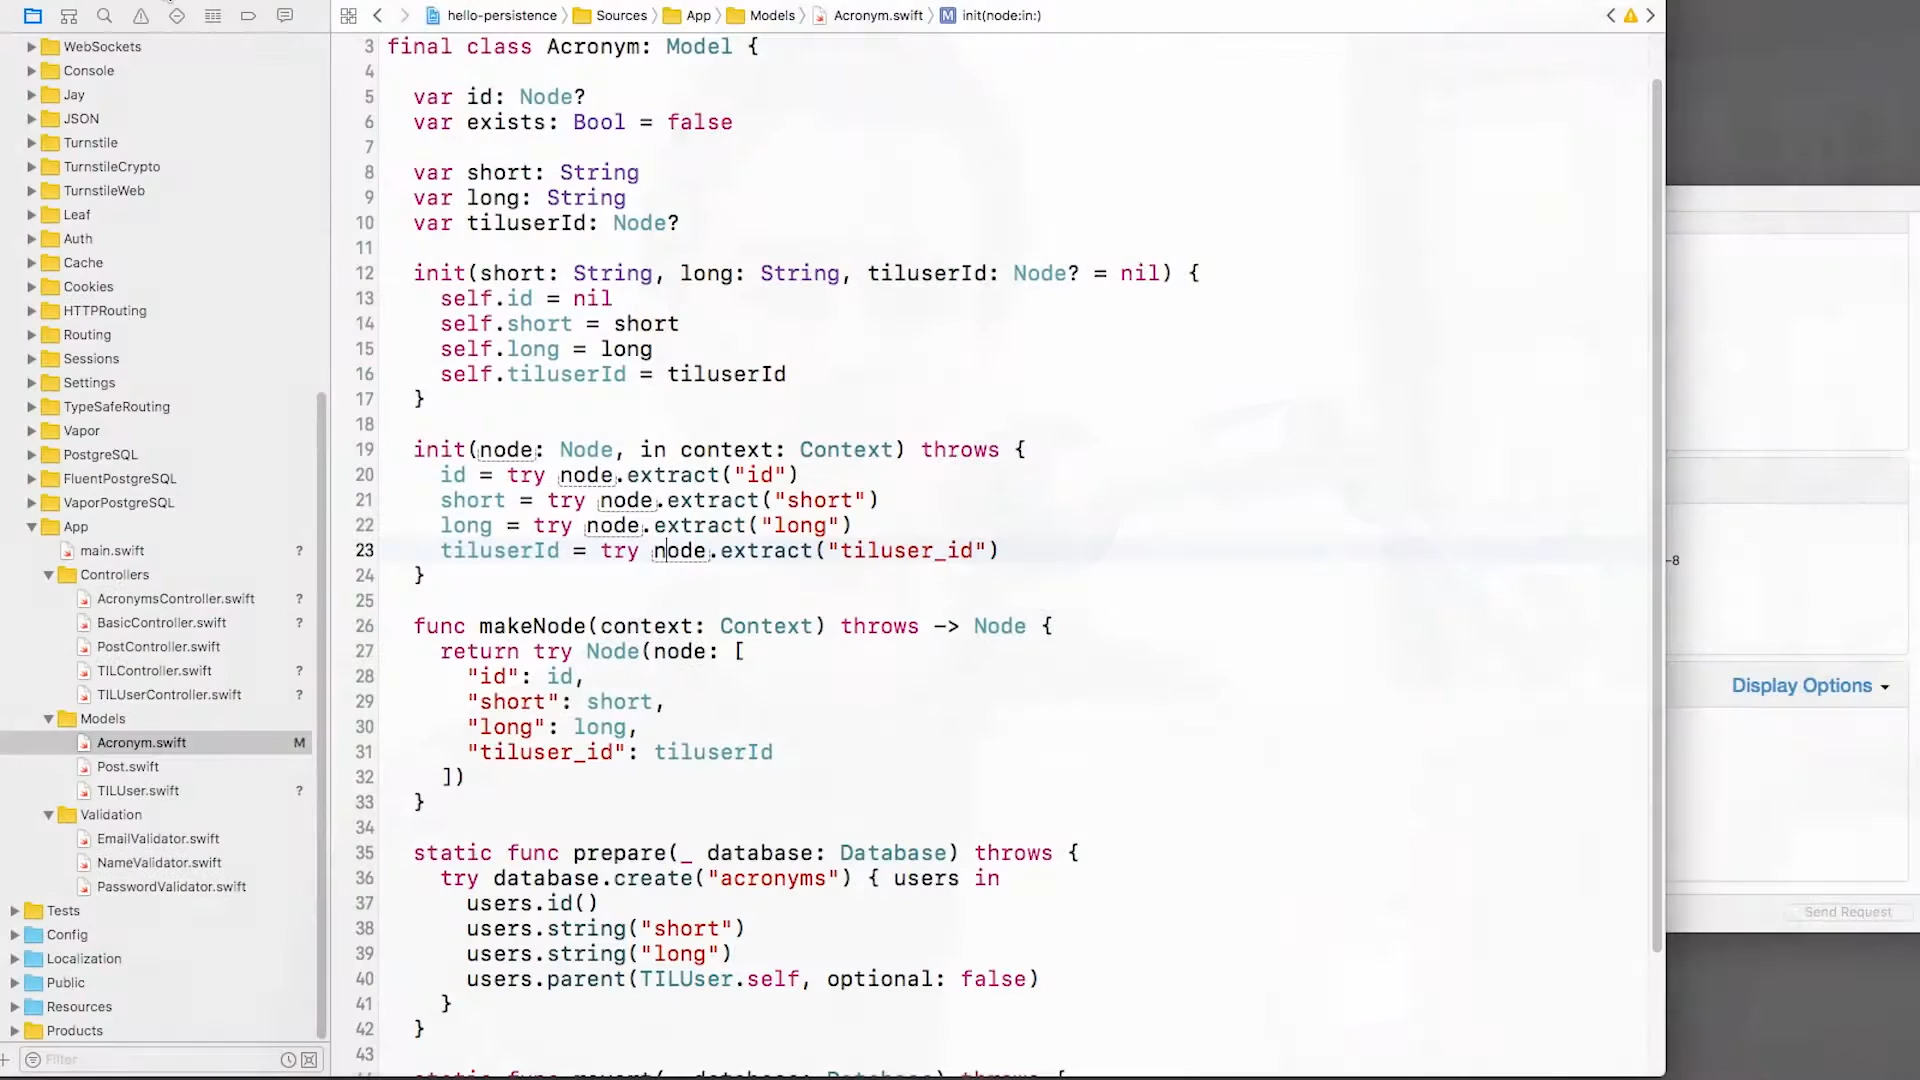 hello-persistence Sources App Models Acronym.swift M init(node:in:)
WebSockets
Console
Jay
JSON
Turnstile
TurnstileCrypto
TurnstileWeb
Leaf
Auth
Cache
Cookies
HTTPRouting
Routing
Sessions
Settings
TypeSafeRouting
Vapor
PostgreSQL
FluentPostgreSQL
VaporPostgreSQL
App
main.swift ?
Controllers
AcronymsController.swift ?
BasicController.swift ?
PostController.swift
TILController.swift ?
TILUserController.swift ?
Models
Acronym.swift M
Post.swift
TILUser.swift ?
Validation
EmailValidator.swift
NameValidator.swift
PasswordValidator.swift
Tests
Config
Localization
Public
Resources
Products
Filter
3 final class Acronym: Model {
4
5 var id: Node?
6 var exists: Bool = false
7
8 var short: String
9 var long: String
10 var tiluserId: Node?
11
12 init(short: String, long: String, tiluserId: Node? = nil) {
13 self.id = nil
14 self.short = short
15 self.long = long
16 self.tiluserId = tiluserId
17 }
18
19 init(node: Node, in context: Context) throws {
20 id = try node.extract("id")
21 short = try node.extract("short")
22 long = try node.extract("long")
23 tiluserId = try node.extract("tiluser_id")
24 }
25
26 func makeNode(context: Context) throws -> Node {
27 return try Node(node: [
28 "id": id,
29 "short": short,
30 "long": long,
31 "tiluser_id": tiluserId
32 ])
33 }
34
35 static func prepare(_ database: Database) throws {
36 try database.create("acronyms") { users in
37 users.id()
38 users.string("short")
39 users.string("long")
40 users.parent(TILUser.self, optional: false)
41 }
42 }
43
-8
Display Options
Send Request